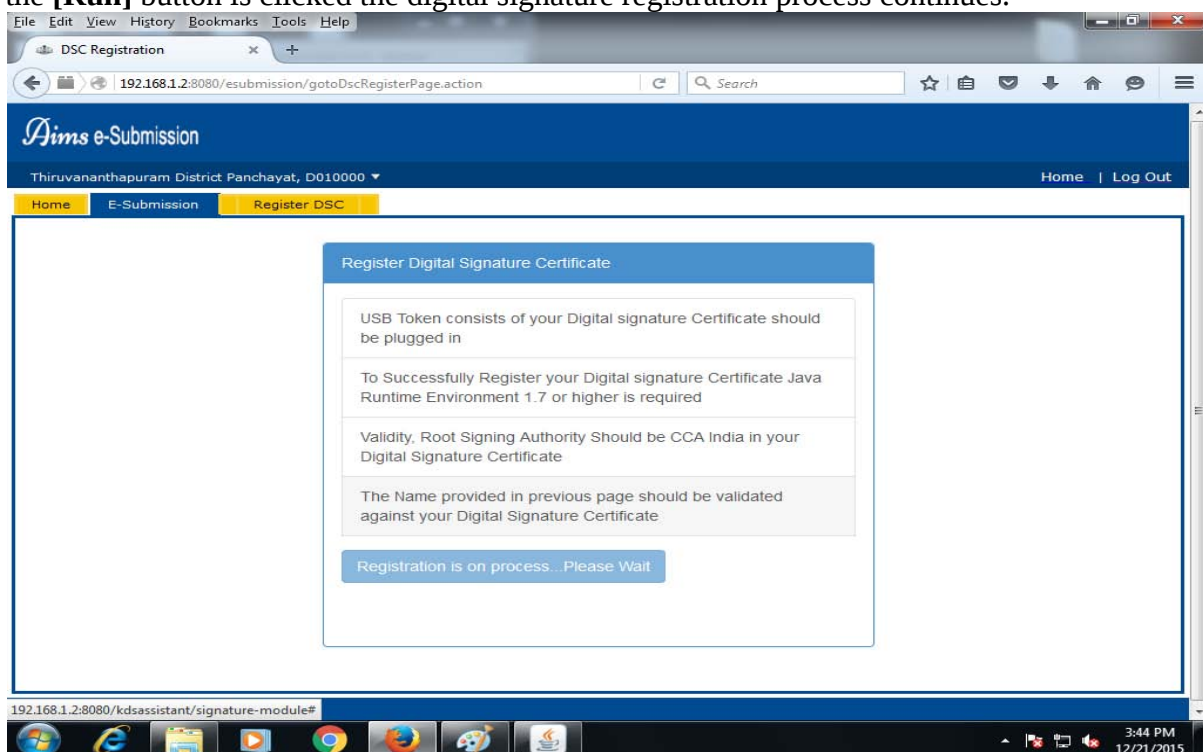 the [Run] button is clicked the digital signature registration process continues.
File Edit View History Bookmarks Tools Help
DSC Registration × +
192.168.1.2:8080/esubmission/gotoDscRegisterPage.action Search
Aims e-Submission
Thiruvananthapuram District Panchayat, D010000 Home | Log Out
Home E-Submission Register DSC
Register Digital Signature Certificate
USB Token consists of your Digital signature Certificate should
be plugged in
To Successfully Register your Digital signature Certificate Java
Runtime Environment 1.7 or higher is required
Validity, Root Signing Authority Should be CCA India in your
Digital Signature Certificate
The Name provided in previous page should be validated
against your Digital Signature Certificate
Registration is on process...Please Wait
192.168.1.2:8080/kdsassistant/signature-module#
3:44 PM
12/21/2015